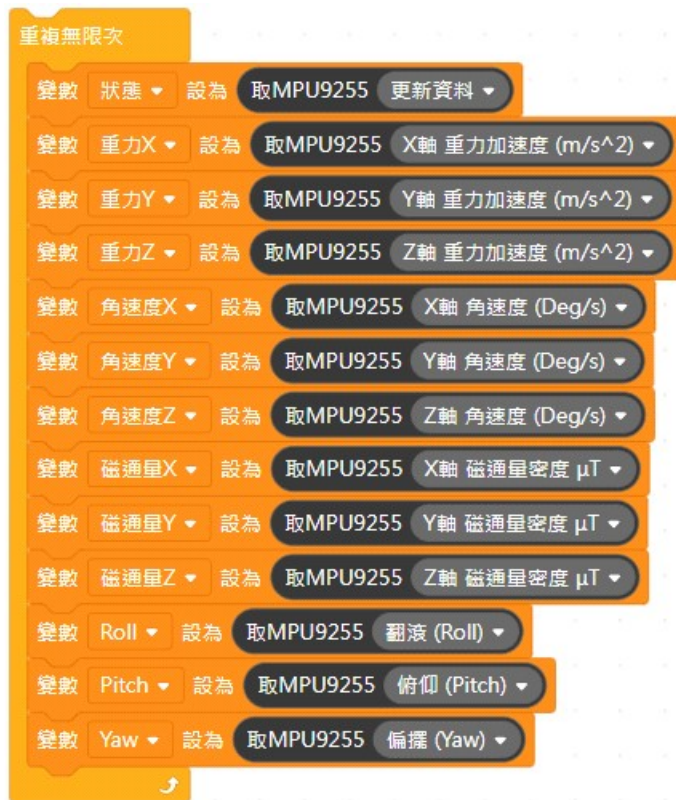 重複無限次
變數 狀態 設為 取MPU9255 更新資料
變數 重力X 設為 取MPU9255 X軸 重力加速度 (m/s^2)
變數 重力Y 設為 取MPU9255 Y軸 重力加速度 (m/s^2)
變數 重力Z 設為 取MPU9255 Z軸 重力加速度 (m/s^2)
變數 角速度X 設為 取MPU9255 X軸 角速度 (Deg/s)
變數 角速度Y 設為 取MPU9255 Y軸 角速度 (Deg/s)
變數 角速度Z 設為 取MPU9255 Z軸 角速度 (Deg/s)
變數 磁通量X 設為 取MPU9255 X軸 磁通量密度 µT
變數 磁通量Y 設為 取MPU9255 Y軸 磁通量密度 µT
變數 磁通量Z 設為 取MPU9255 Z軸 磁通量密度 µT
變數 Roll 設為 取MPU9255 翻滾 (Roll)
變數 Pitch 設為 取MPU9255 俯仰 (Pitch)
變數 Yaw 設為 取MPU9255 偏擺 (Yaw)